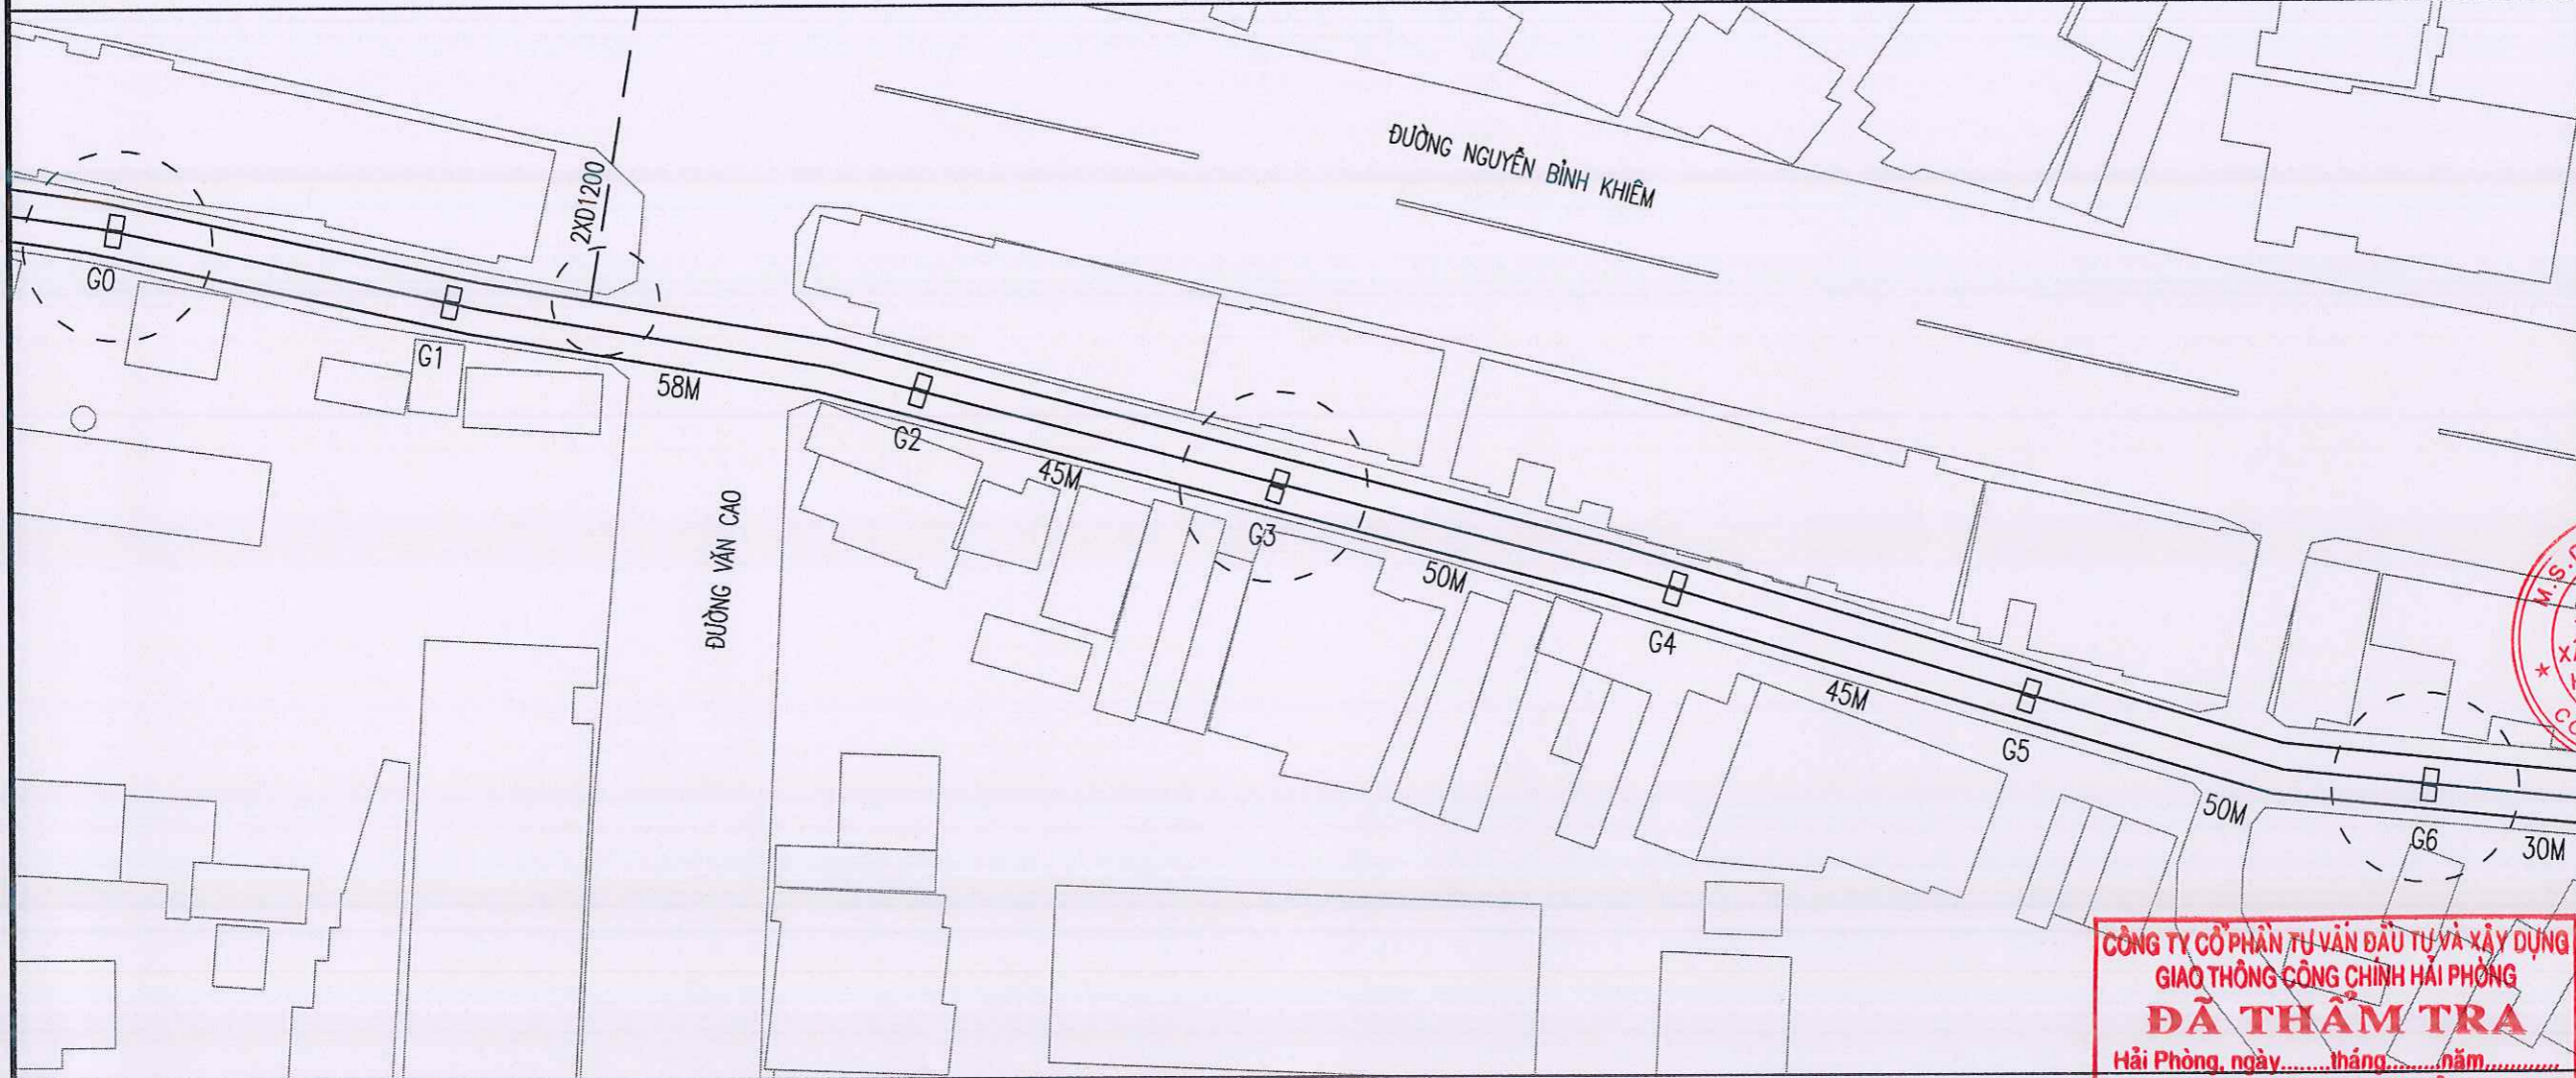 ĐƯỜNG NGUYỄN BỈNH KHIÊM
2XD1200
G0
G1
58M
G2
45M
ĐƯỜNG VĂN CAO
G3
50M
G4
45M
G5
50M
G6
30M
M.S.
CÔNG TY CỔ PHẦN TƯ VẤN ĐẦU TƯ VÀ XÂY DỰNG
GIAO THÔNG CÔNG CHÍNH HẢI PHÒNG
ĐÃ THẨM TRA
Hải Phòng, ngày........tháng........năm............